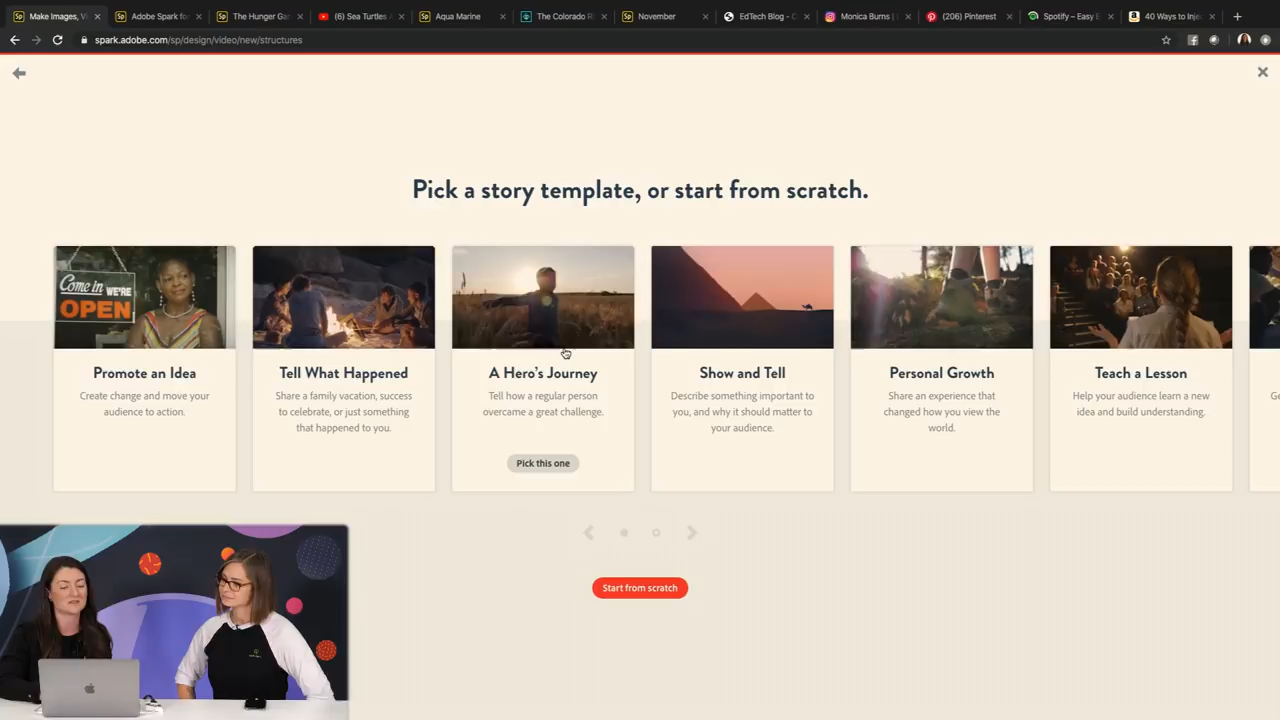 Make Images, Vi
Adobe Spark for
The Hunger Gar
(6) Sea Turtles A
Aqua Marine
The Colorado R
November
EdTech Blog - C
Monica Burns |
(206) Pinterest
Spotify – Easy E
40 Ways to Inje
spark.adobe.com/sp/design/video/new/structures
Pick a story template, or start from scratch.
Come in WE'RE
OPEN
Promote an Idea
Create change and move your
audience to action.
Tell What Happened
Share a family vacation, success
to celebrate, or just something
that happened to you.
A Hero's Journey
Tell how a regular person
overcame a great challenge.
Pick this one
Show and Tell
Describe something important to
you, and why it should matter to
your audience.
Personal Growth
Share an experience that
changed how you view the
world.
Teach a Lesson
Help your audience learn a new
idea and build understanding.
Ge
Start from scratch